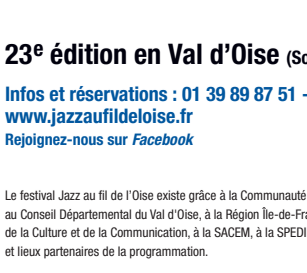 23e édition en Val d’Oise (So
Infos et réservations : 01 39 89 87 51 -
www.jazzaufildeloise.fr
Rejoignez-nous sur Facebook
Le festival Jazz au fil de l'Oise existe grâce à la Communauté
au Conseil Départemental du Val d'Oise, à la Région Île-de-Fra
de la Culture et de la Communication, à la SACEM, à la SPEDI
et lieux partenaires de la programmation.